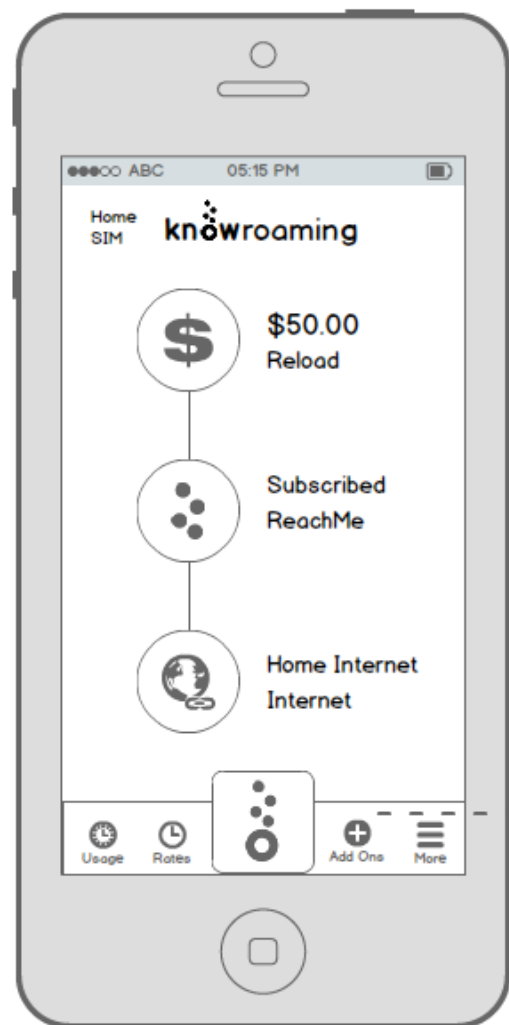 ABC 05:15 PM
Home
SIM
knowroaming
$
$50.00
Reload
Subscribed
ReachMe
Home Internet
Internet
Usage Rates Add Ons More